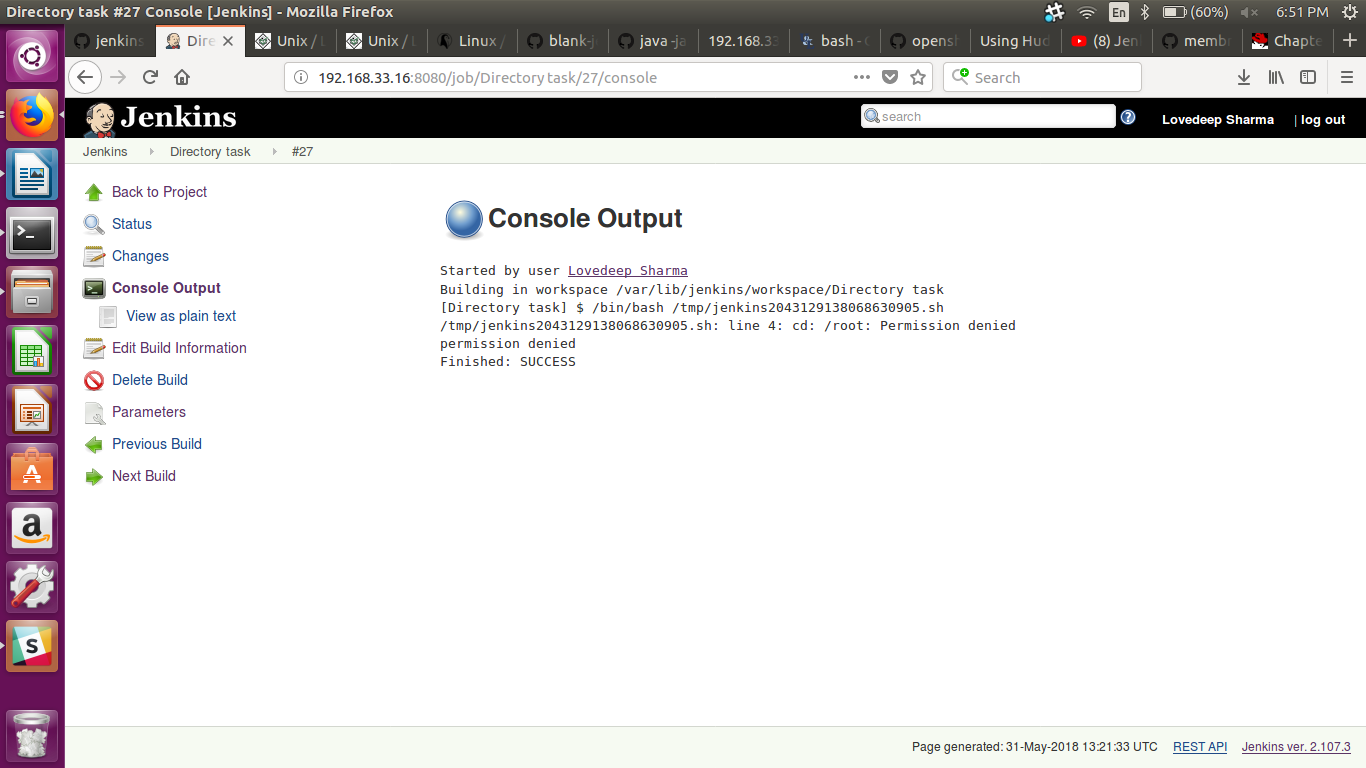 Directory task #27 Console [Jenkins] - Mozilla Firefox
En
(60%)
6:51 PM
jenkins
Dire
Unix / L
Unix / L
Linux /
blank-j
java -ja
192.168.33
bash - C
opensh
Using Hud
(8) Jen
memb
Chapte
192.168.33.16:8080/job/Directory task/27/console
Search
Jenkins
search
Lovedeep Sharma
| log out
Jenkins
Directory task
#27
Back to Project
Status
Changes
Console Output
View as plain text
Edit Build Information
Delete Build
Parameters
Previous Build
Next Build
Console Output
Started by user Lovedeep Sharma
Building in workspace /var/lib/jenkins/workspace/Directory task
[Directory task] $ /bin/bash /tmp/jenkins2043129138068630905.sh
/tmp/jenkins2043129138068630905.sh: line 4: cd: /root: Permission denied
permission denied
Finished: SUCCESS
Page generated: 31-May-2018 13:21:33 UTC
REST API
Jenkins ver. 2.107.3